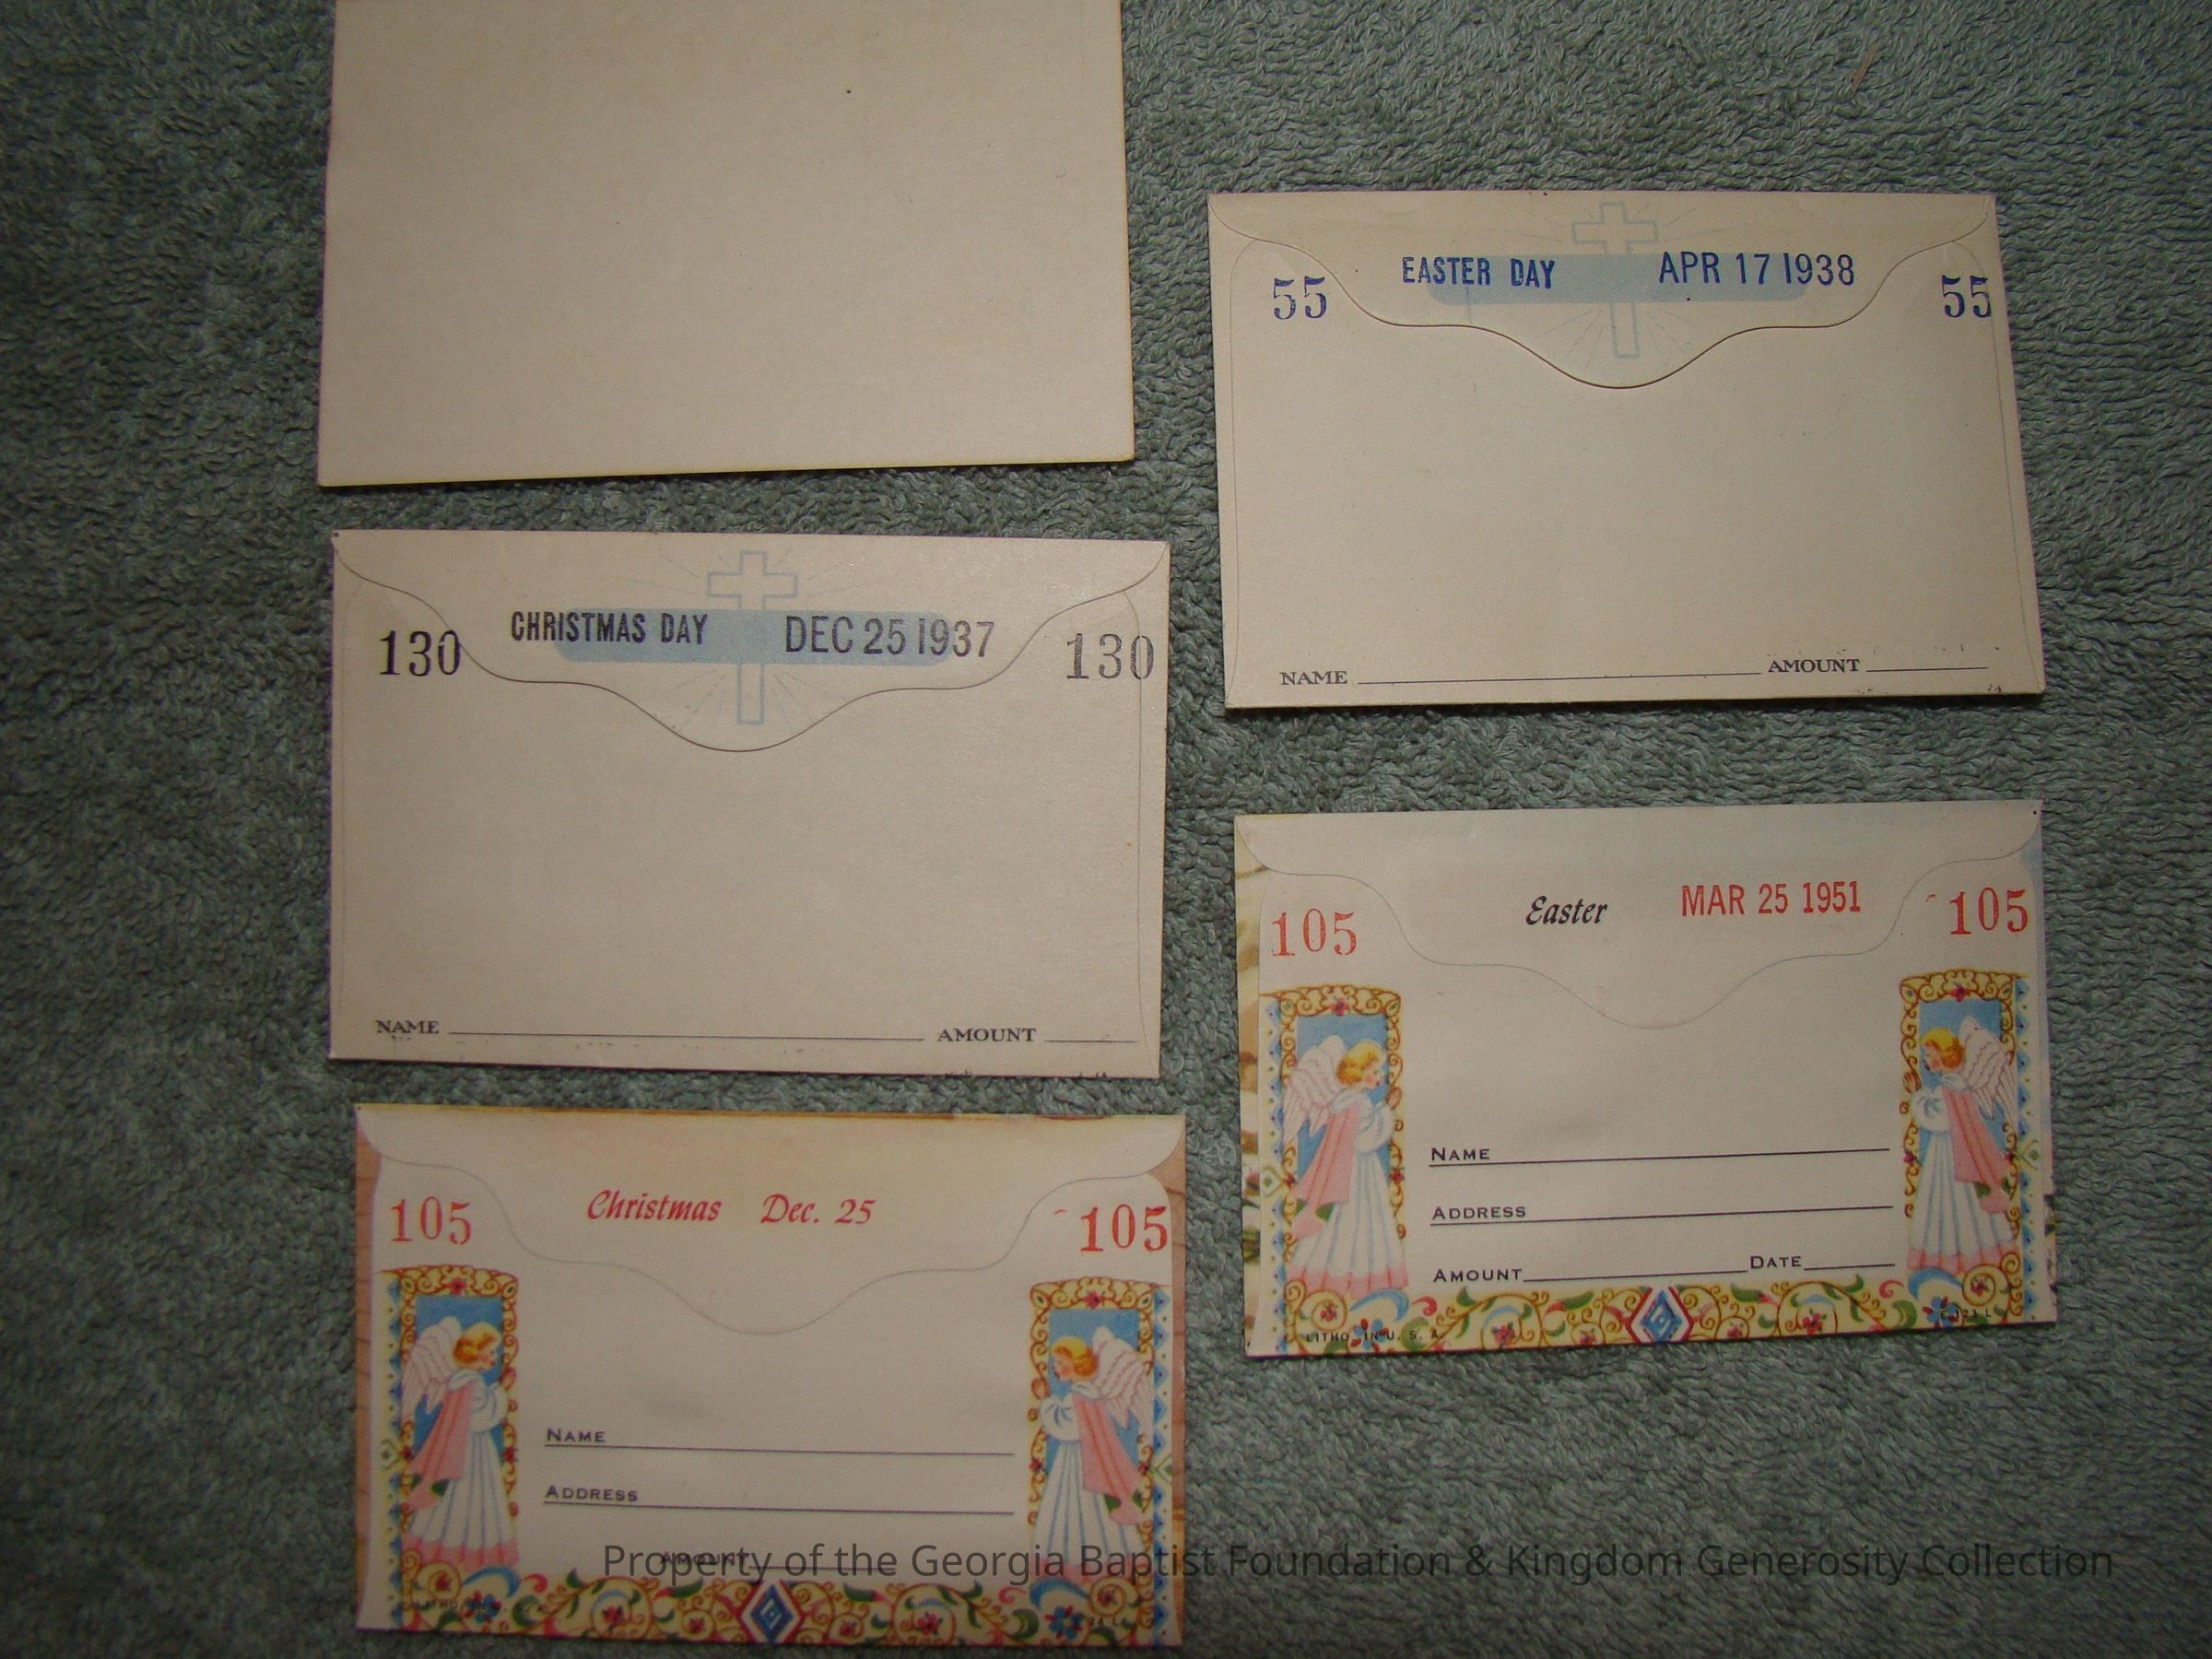 55 EASTER DAY APR 17 1938 55
NAME AMOUNT
130 CHRISTMAS DAY DEC 25 1937 130
NAME AMOUNT
105 Easter MAR 25 1951 105
NAME
ADDRESS
AMOUNT DATE
LITHO IN U. S. A.
105 Christmas Dec. 25 105
NAME
ADDRESS
AMOUNT
Property of the Georgia Baptist Foundation & Kingdom Generosity Collection